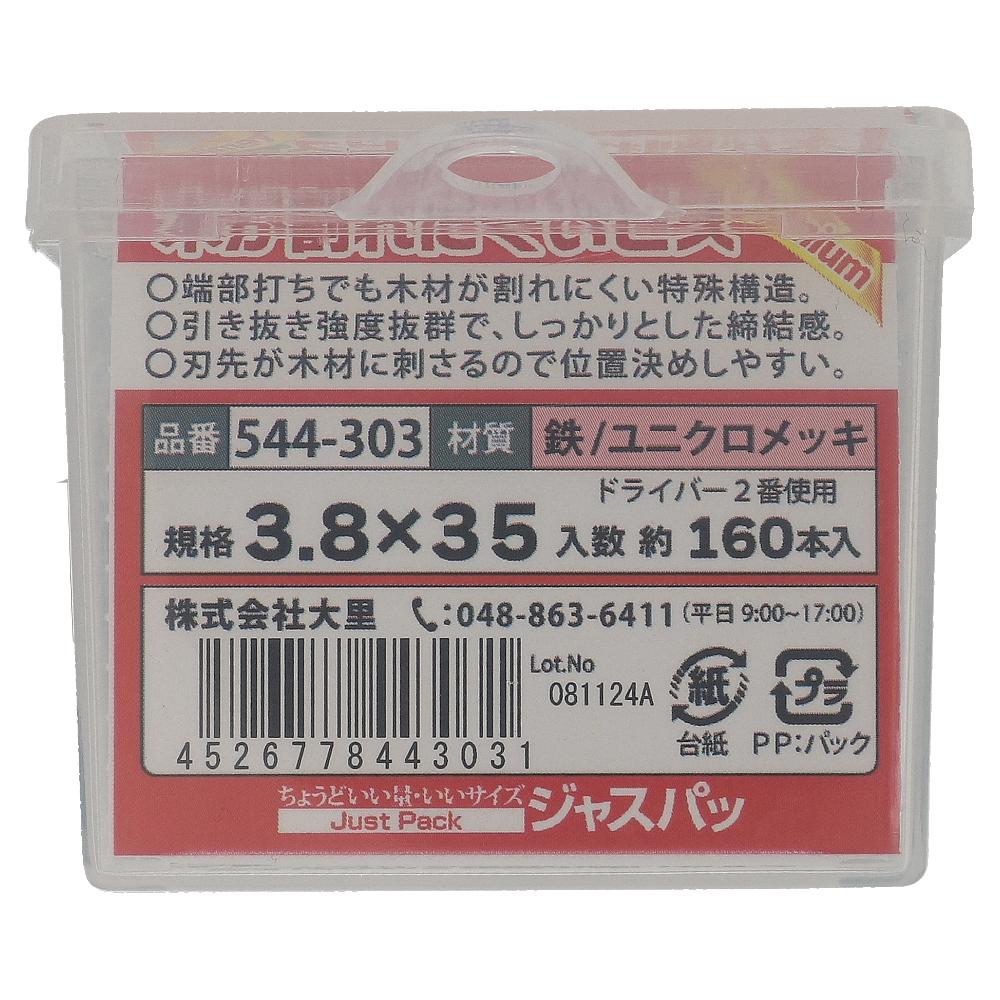 ○端部打ちでも木材が割れにくい特殊構造。
○引き抜き強度抜群で、しっかりとした締結感。
○刃先が木材に刺さるので位置決めしやすい。
品番 544-303 材質 鉄/ユニクロメッキ
ドライバー2番使用
規格 3.8×35 入数 約 160本入
株式会社大里 :048-863-6411(平日 9:00~17:00)
Lot.No
081124A
4526778443031
紙
台紙
プラ
PP:パック
ちょうどいい量・いいサイズ
Just Pack
ジャスパッ